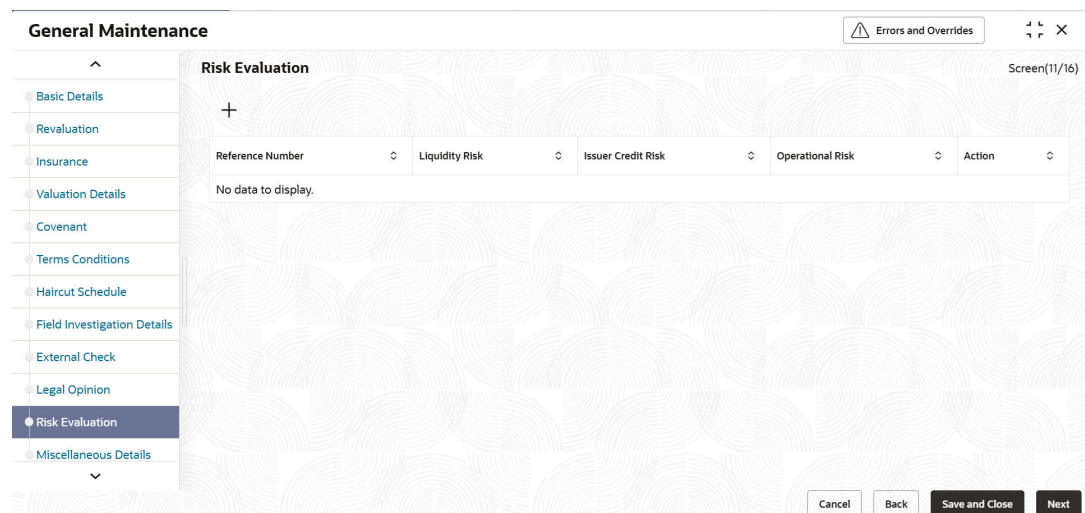 General Maintenance
Errors and Overrides
Basic Details
Revaluation
Insurance
Valuation Details
Covenant
Terms Conditions
Haircut Schedule
Field Investigation Details
External Check
Legal Opinion
Risk Evaluation
Miscellaneous Details
Risk Evaluation Screen(11/16)
Reference Number Liquidity Risk Issuer Credit Risk Operational Risk Action
No data to display.
Cancel Back Save and Close Next